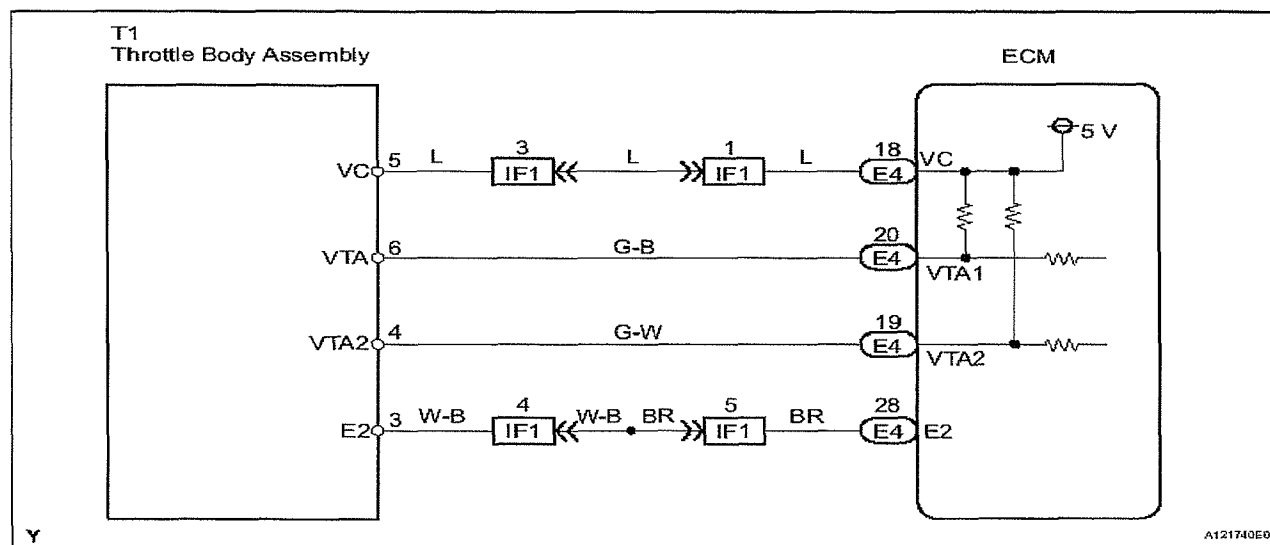 T1
Throttle Body Assembly
ECM
5 V
VC 5 L 3 IF1 L 1 IF1 L 18 E4 VC
VTA 6 G-B 20 E4 VTA1
VTA2 4 G-W 19 E4 VTA2
E2 3 W-B 4 IF1 W-B BR 5 IF1 BR 28 E4 E2
Y
A121740E0